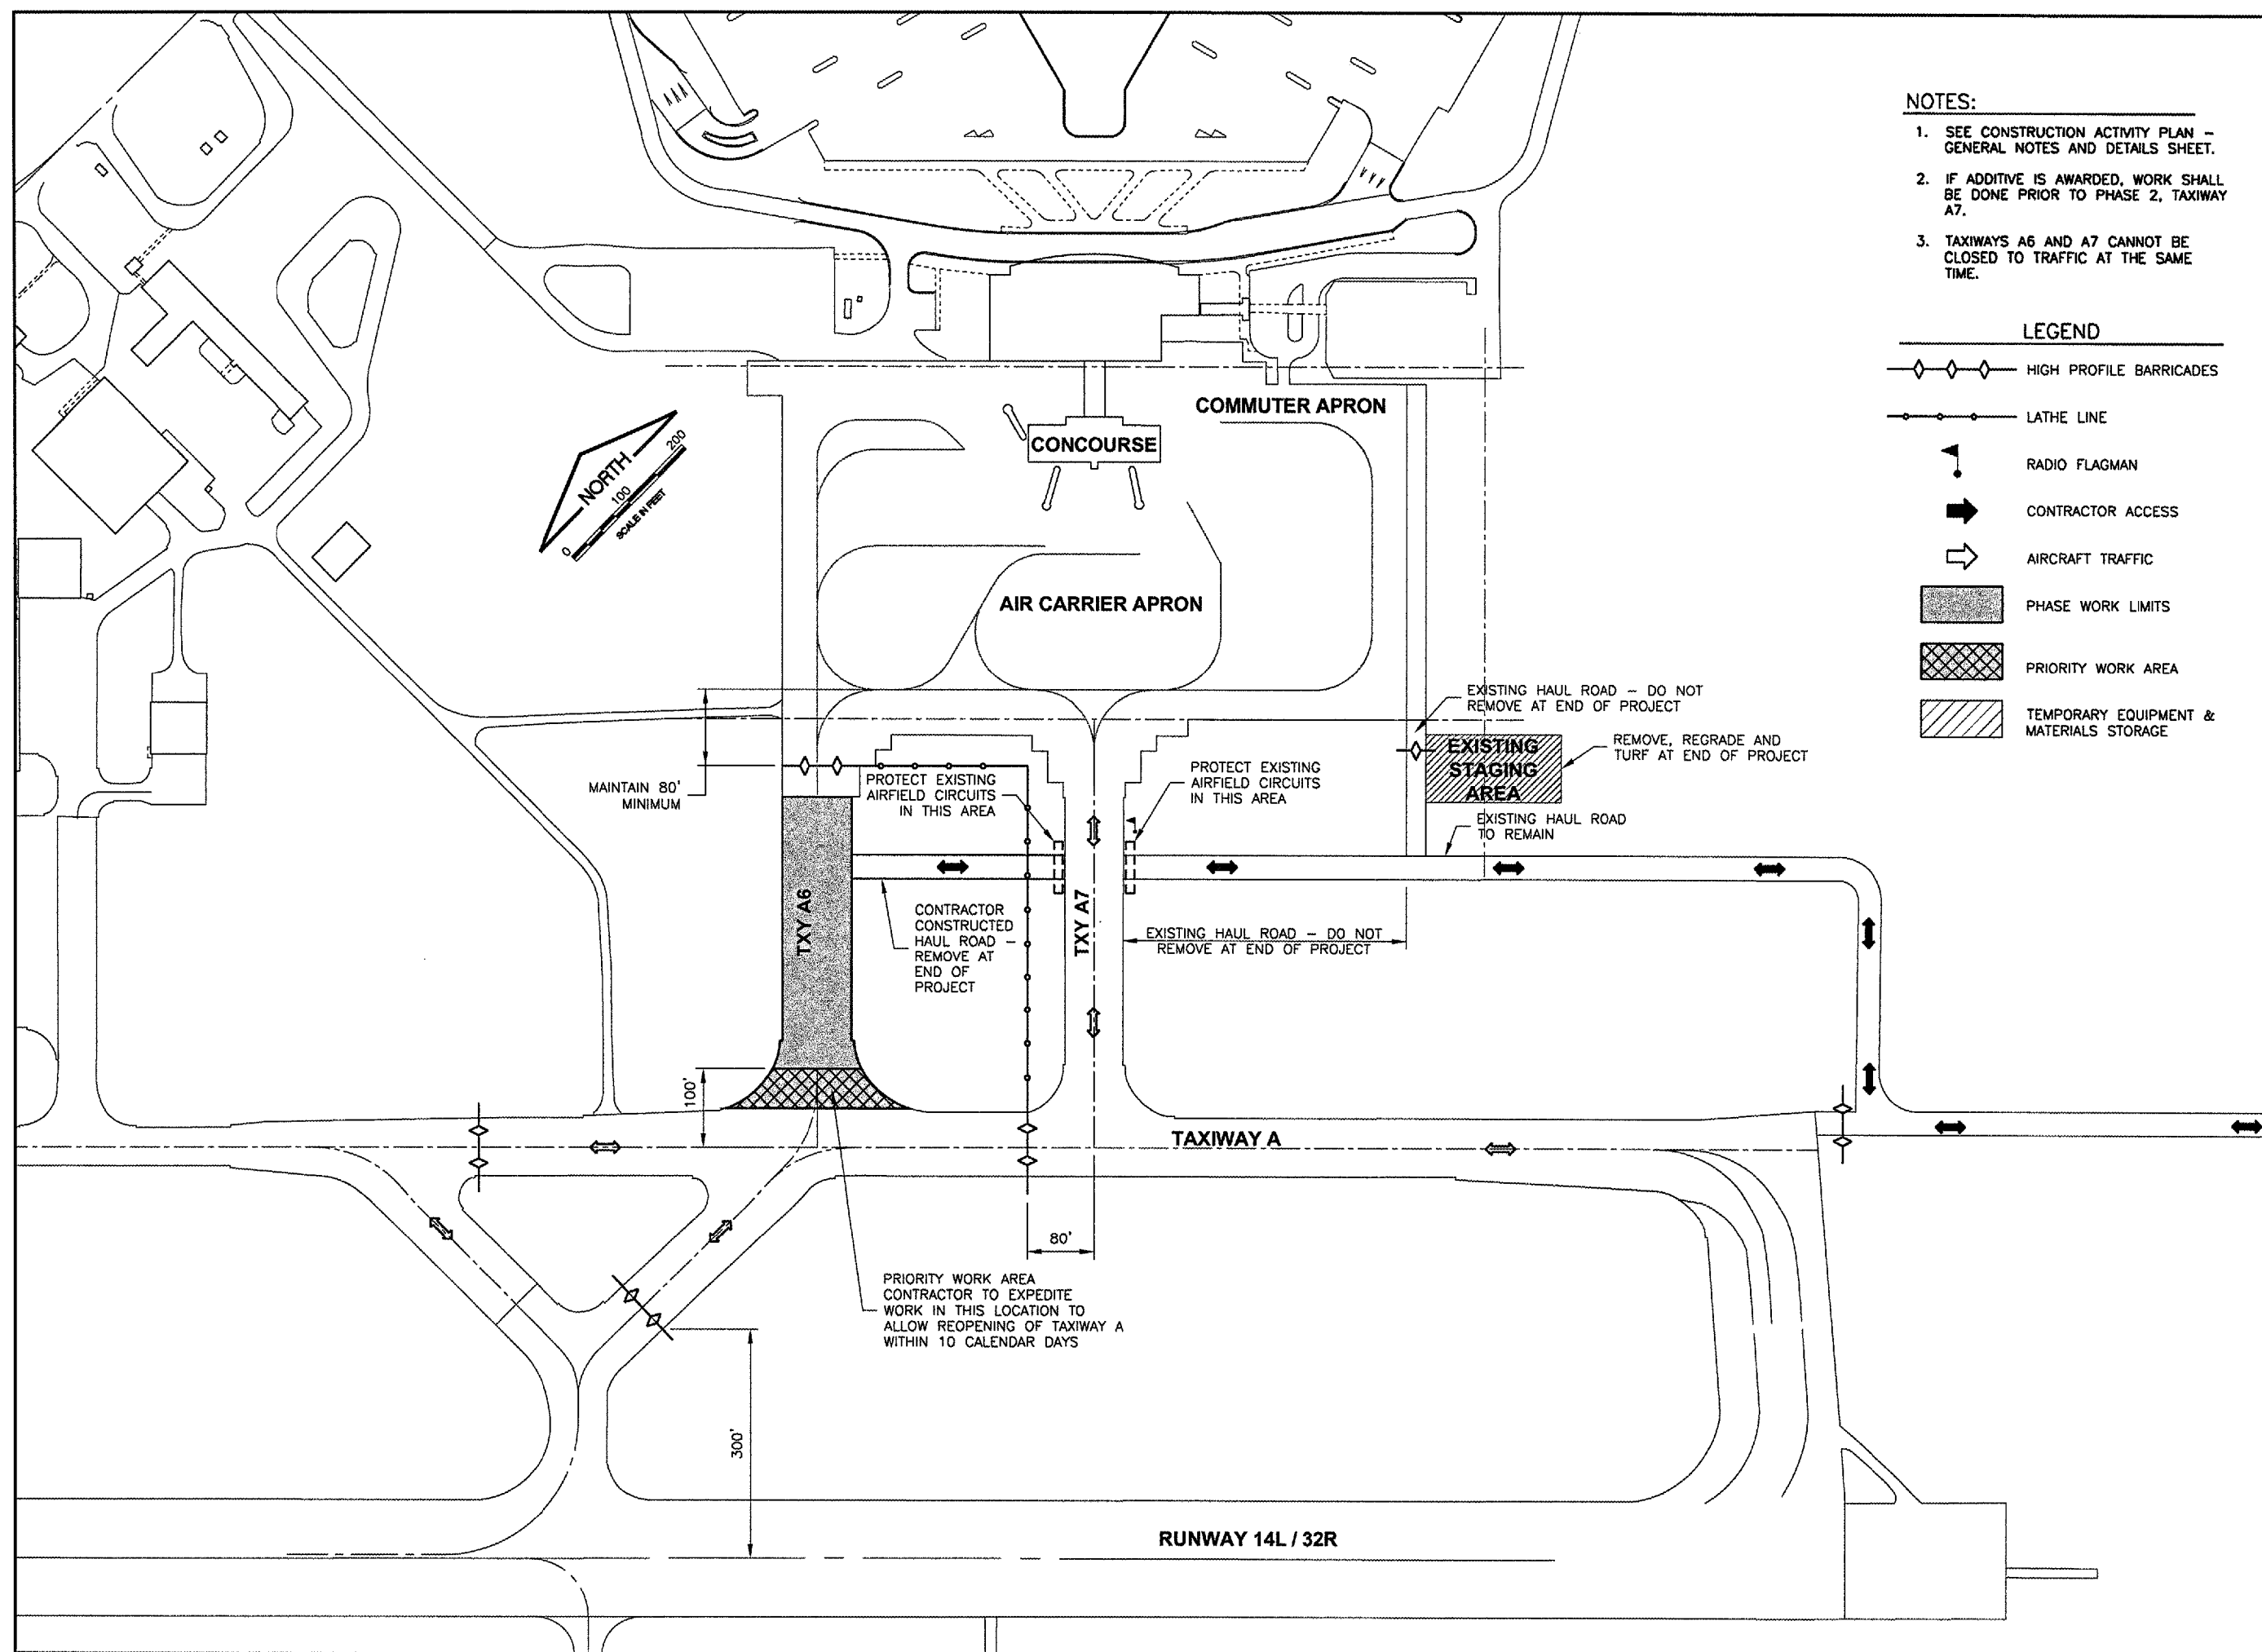 NOTES:
1. SEE CONSTRUCTION ACTIVITY PLAN –
GENERAL NOTES AND DETAILS SHEET.
2. IF ADDITIVE IS AWARDED, WORK SHALL
BE DONE PRIOR TO PHASE 2, TAXIWAY
A7.
3. TAXIWAYS A6 AND A7 CANNOT BE
CLOSED TO TRAFFIC AT THE SAME
TIME.
LEGEND
HIGH PROFILE BARRICADES
LATHE LINE
RADIO FLAGMAN
CONTRACTOR ACCESS
AIRCRAFT TRAFFIC
PHASE WORK LIMITS
PRIORITY WORK AREA
TEMPORARY EQUIPMENT &
MATERIALS STORAGE
COMMUTER APRON
CONCOURSE
NORTH
0 100 200
SCALE IN FEET
AIR CARRIER APRON
EXISTING HAUL ROAD – DO NOT
REMOVE AT END OF PROJECT
EXISTING
STAGING
AREA
REMOVE, REGRADE AND
TURF AT END OF PROJECT
MAINTAIN 80'
MINIMUM
PROTECT EXISTING
AIRFIELD CIRCUITS
IN THIS AREA
PROTECT EXISTING
AIRFIELD CIRCUITS
IN THIS AREA
EXISTING HAUL ROAD
TO REMAIN
TXY A6
CONTRACTOR
CONSTRUCTED
HAUL ROAD –
REMOVE AT
END OF
PROJECT
TXY A7
EXISTING HAUL ROAD – DO NOT
REMOVE AT END OF PROJECT
100'
TAXIWAY A
80'
PRIORITY WORK AREA
CONTRACTOR TO EXPEDITE
WORK IN THIS LOCATION TO
ALLOW REOPENING OF TAXIWAY A
WITHIN 10 CALENDAR DAYS
300'
RUNWAY 14L / 32R